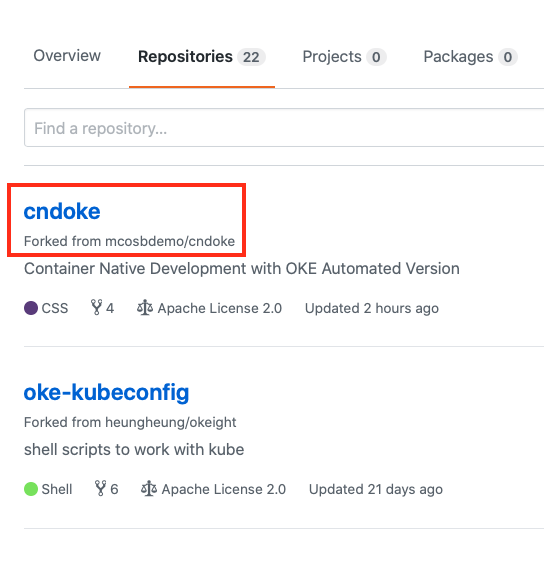 Overview Repositories 22 Projects 0 Packages 0
Find a repository...
cndoke
Forked from mcosbdemo/cndoke
Container Native Development with OKE Automated Version
CSS 4 Apache License 2.0 Updated 2 hours ago
oke-kubeconfig
Forked from heungheung/okeight
shell scripts to work with kube
Shell 6 Apache License 2.0 Updated 21 days ago